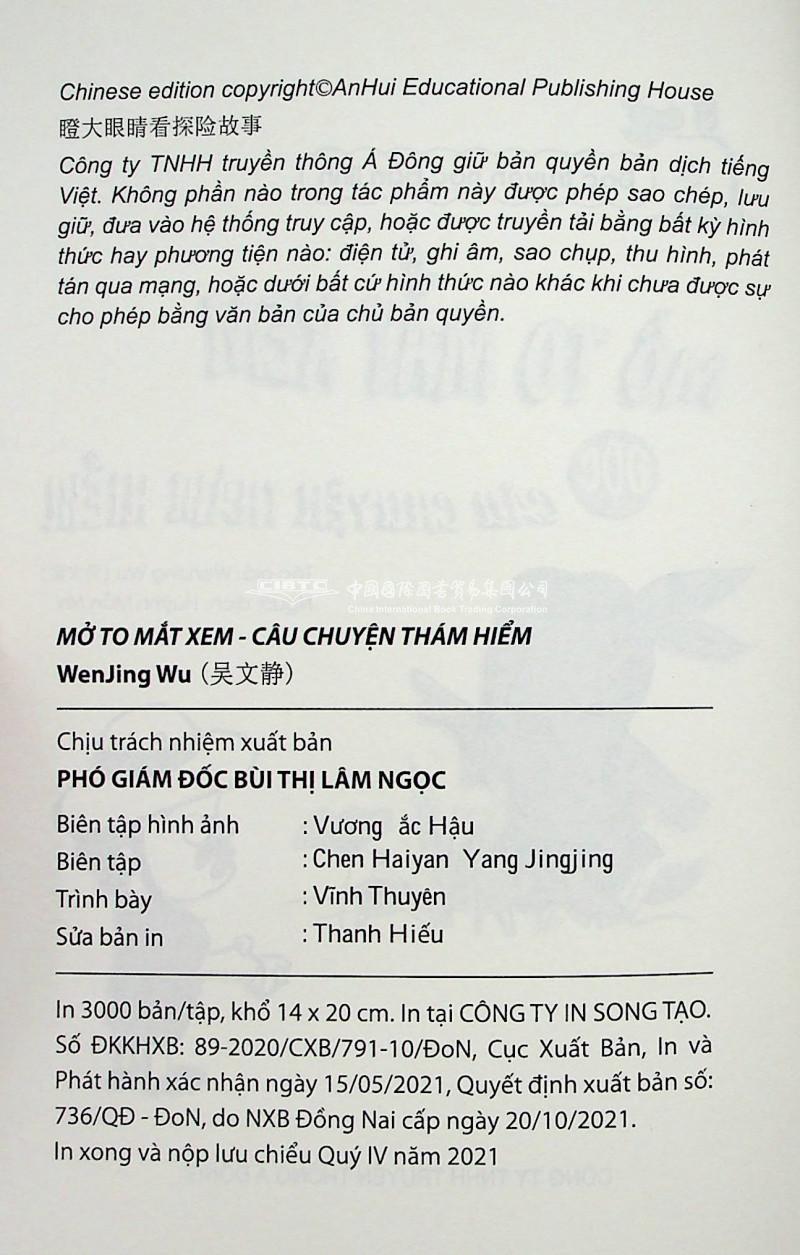 Chinese edition copyright©AnHui Educational Publishing House
瞪大眼睛看探险故事
Công ty TNHH truyền thông Á Đông giữ bản quyền bản dịch tiếng
Việt. Không phần nào trong tác phẩm này được phép sao chép, lưu
giữ, đưa vào hệ thống truy cập, hoặc được truyền tải bằng bất kỳ hình
thức hay phương tiện nào: điện tử, ghi âm, sao chụp, thu hình, phát
tán qua mạng, hoặc dưới bất cứ hình thức nào khác khi chưa được sự
cho phép bằng văn bản của chủ bản quyền.
CIBTC 中國國際圖書貿易集團公司
China International Book Trading Corporation
MỞ TO MẮT XEM - CÂU CHUYỆN THÁM HIỂM
WenJing Wu (吴文静)
Chịu trách nhiệm xuất bản
PHÓ GIÁM ĐỐC BÙI THỊ LÂM NGỌC
Biên tập hình ảnh : Vương ắc Hậu
Biên tập : Chen Haiyan Yang Jingjing
Trình bày : Vĩnh Thuyên
Sửa bản in : Thanh Hiếu
In 3000 bản/tập, khổ 14 x 20 cm. In tại CÔNG TY IN SONG TẠO.
Số ĐKKHXB: 89-2020/CXB/791-10/ĐoN, Cục Xuất Bản, In và
Phát hành xác nhận ngày 15/05/2021, Quyết định xuất bản số:
736/QĐ - ĐoN, do NXB Đồng Nai cấp ngày 20/10/2021.
In xong và nộp lưu chiểu Quý IV năm 2021